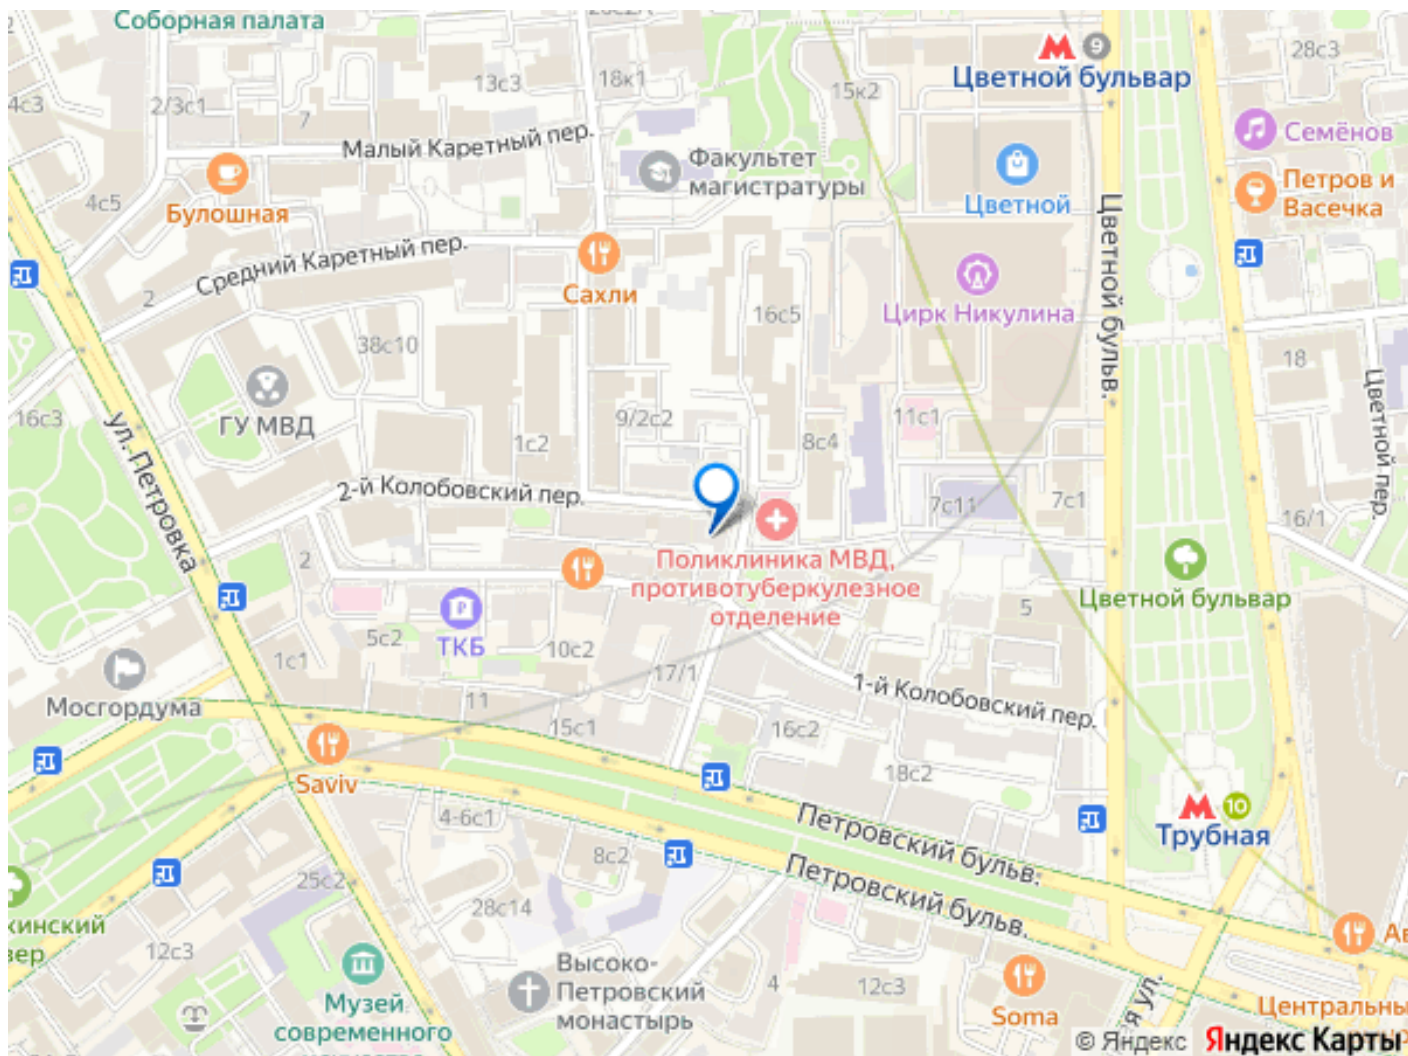 Соборная палата
28с3
9
Цветной бульвар
13с3
18к1
15к2
4с3
2/3с1
7
Малый Каретный пер.
Семёнов
Факультет
магистратуры
Петров и
Васечка
4с5
Булошная
Цветной
Средний Каретный пер.
Цветной бульв.
2
Сахли
16с5
Цирк Никулина
38с10
18
Цветной пер.
16с3
ГУ МВД
ул. Петровка
9/2с2
11с1
1с2
8с4
2-й Колобовский пер.
7с11
7с1
16/1
2
Поликлиника МВД,
противотуберкулезное
отделение
Цветной бульвар
5
5с2
ТКБ
10с2
1с1
17/1
1-й Колобовский пер.
Мосгордума
11
15с1
16с2
18с2
Saviv
4-6с1
10
Трубная
Петровский бульв.
8с2
Петровский бульв.
25с2
28с14
кинский
вер
12с3
Ав
Высоко-
Петровский
монастырь
4
12с3
Музей
современного
Soma
я ул.
Центральны
© Яндекс
Яндекс Карты